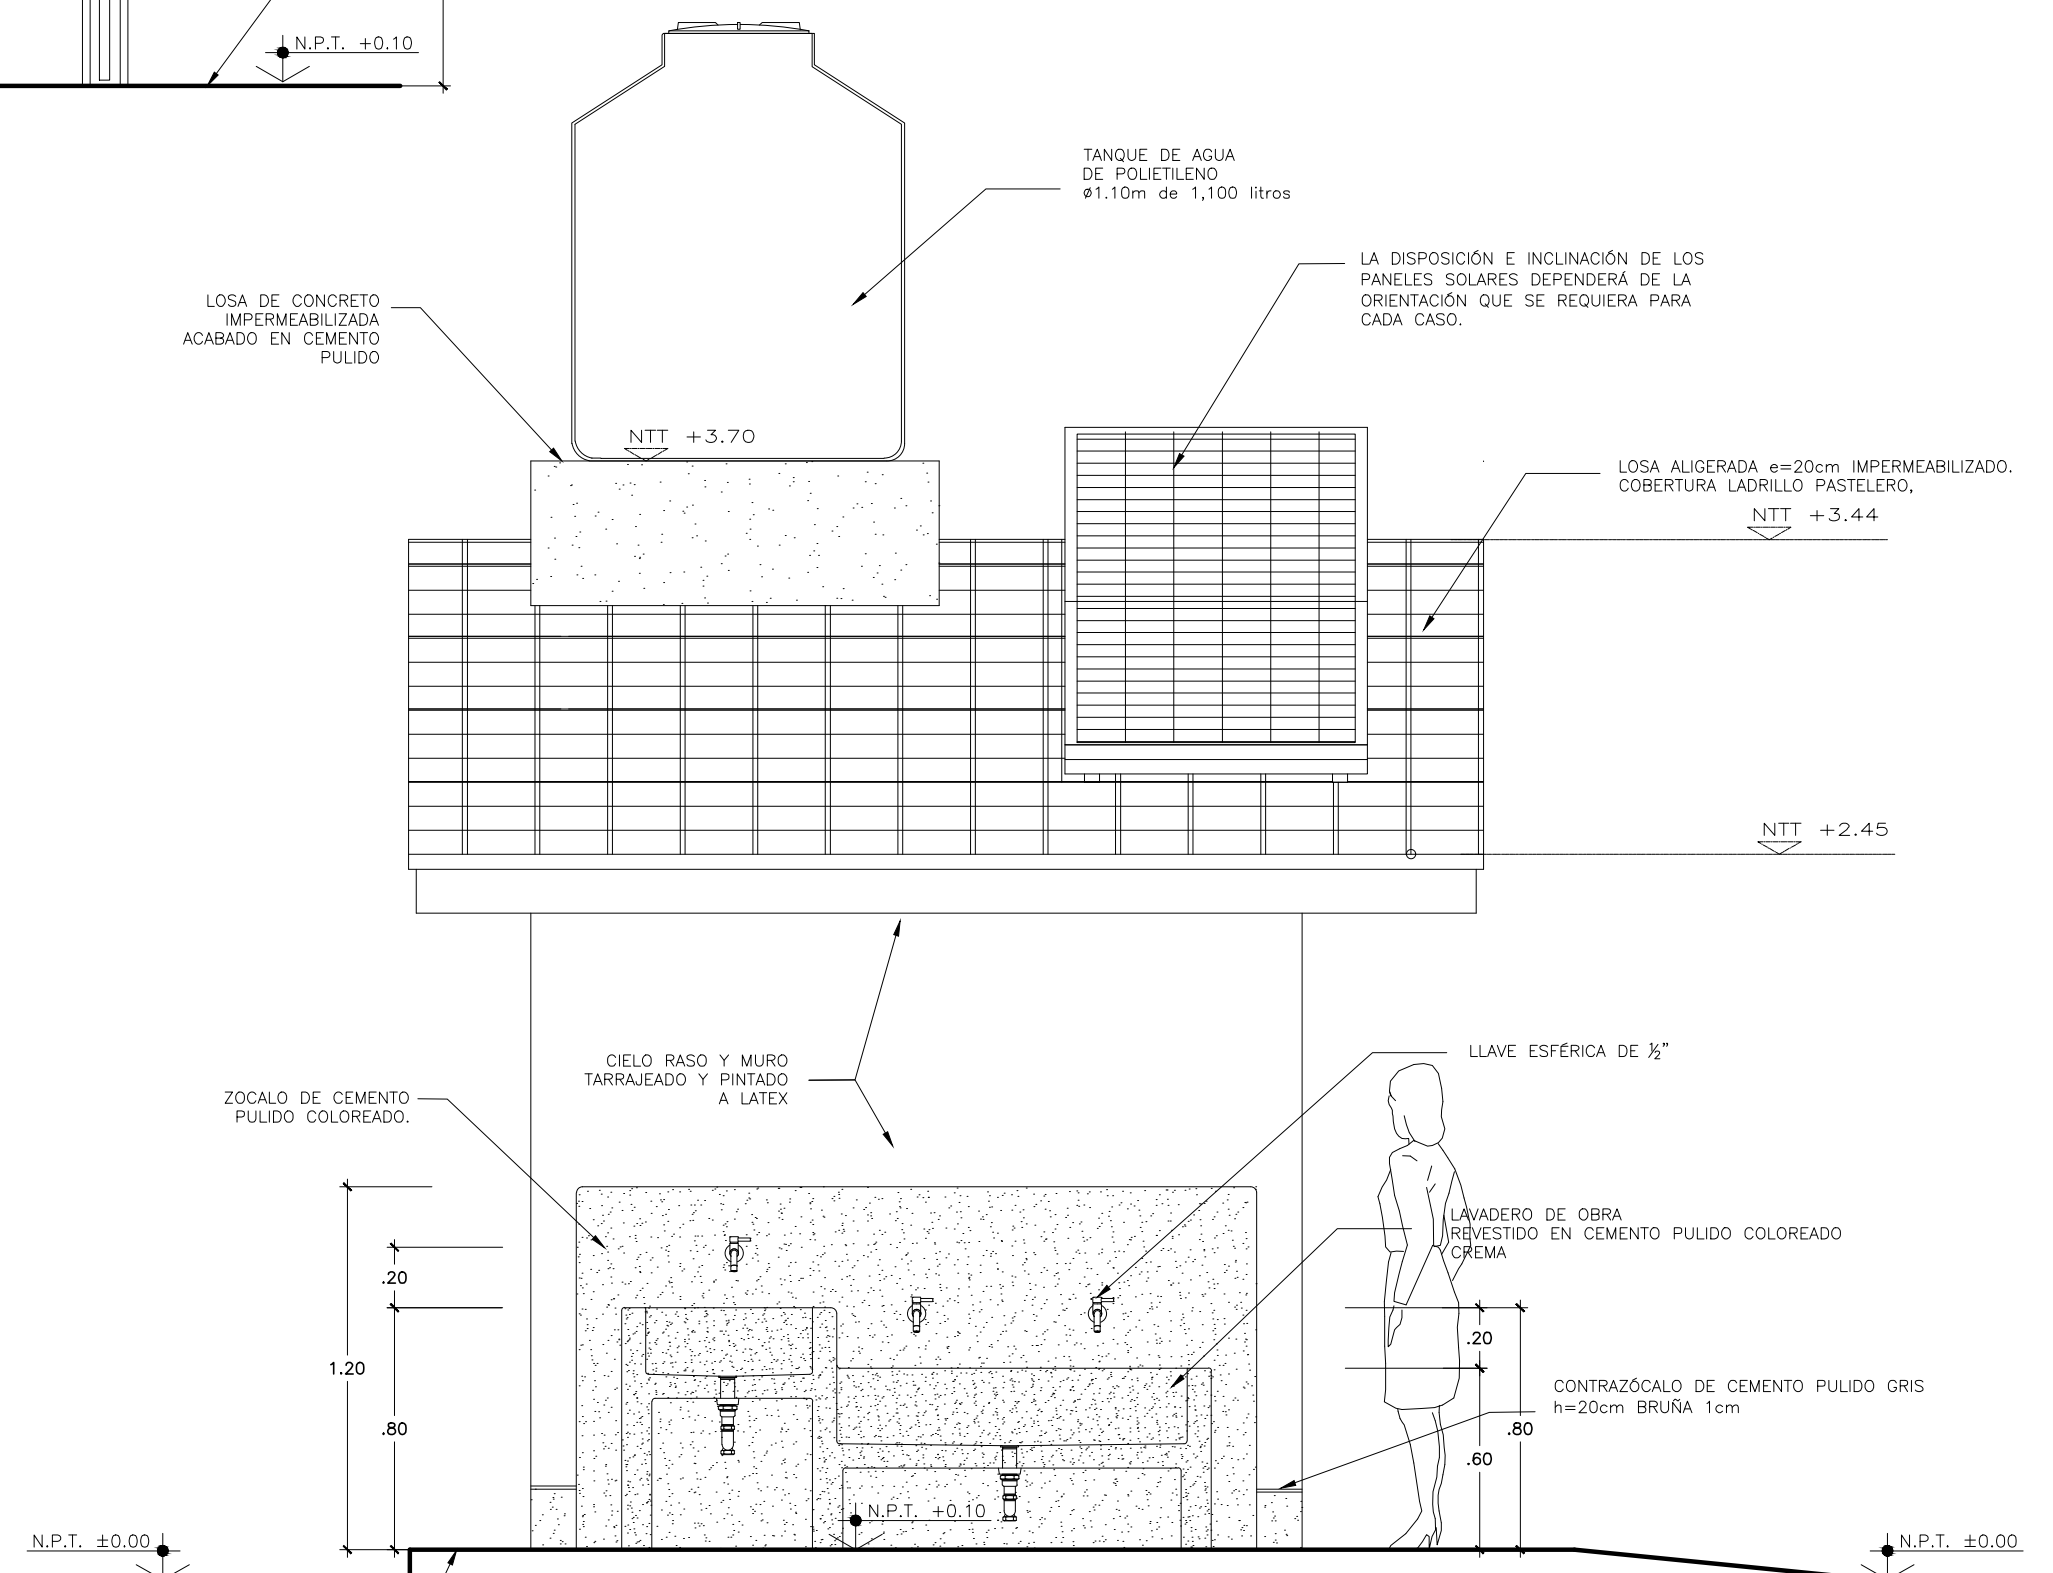 N.P.T. +0.10
TANQUE DE AGUA
DE POLIETILENO
ø1.10m de 1,100 litros
LA DISPOSICIÓN E INCLINACIÓN DE LOS
PANELES SOLARES DEPENDERÁ DE LA
ORIENTACIÓN QUE SE REQUIERA PARA
CADA CASO.
LOSA DE CONCRETO
IMPERMEABILIZADA
ACABADO EN CEMENTO
PULIDO
NTT +3.70
LOSA ALIGERADA e=20cm IMPERMEABILIZADO.
COBERTURA LADRILLO PASTELERO,
NTT +3.44
NTT +2.45
CIELO RASO Y MURO
TARRAJEADO Y PINTADO
A LATEX
LLAVE ESFÉRICA DE ½"
ZOCALO DE CEMENTO
PULIDO COLOREADO.
LAVADERO DE OBRA
REVESTIDO EN CEMENTO PULIDO COLOREADO
CREMA
.20
1.20
.80
.20
.80
.60
CONTRAZÓCALO DE CEMENTO PULIDO GRIS
h=20cm BRUÑA 1cm
N.P.T. +0.10
N.P.T. ±0.00
N.P.T. ±0.00